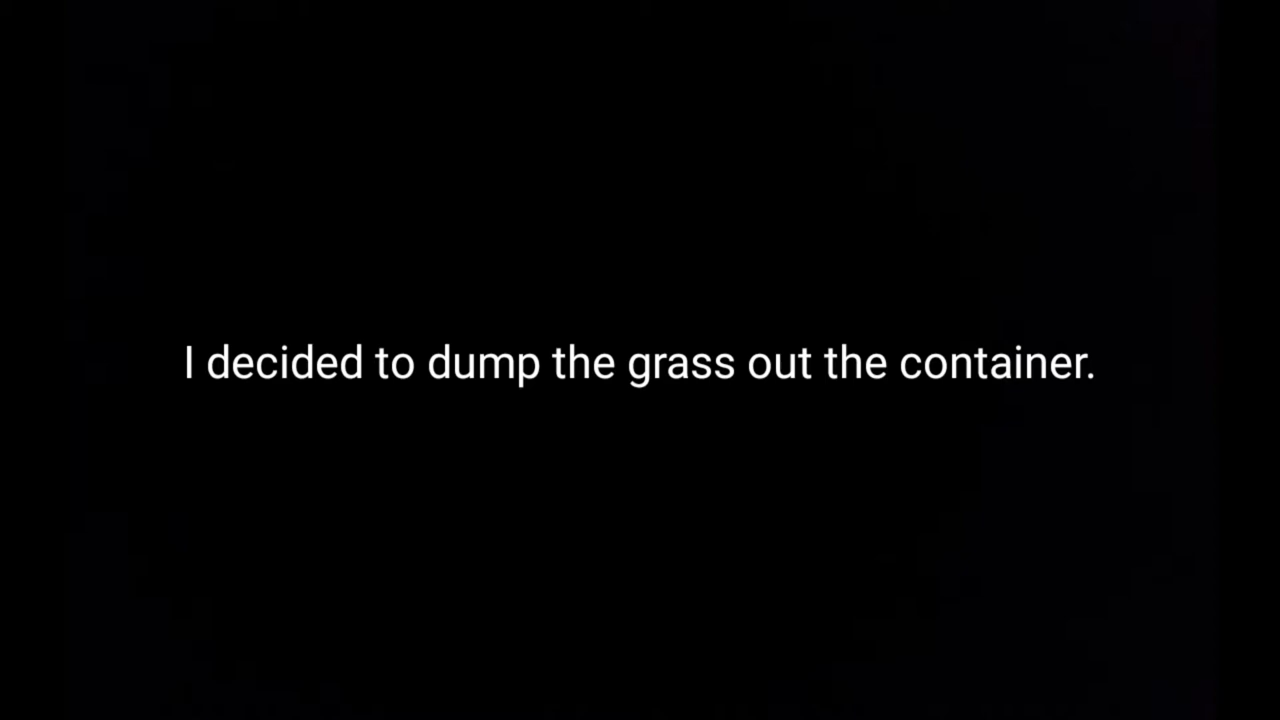 I decided to dump the grass out the container.